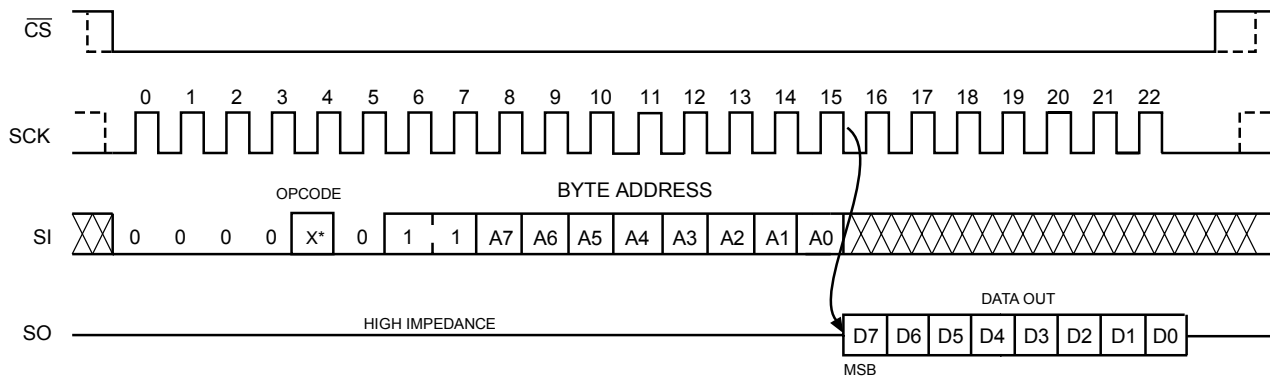 CS
0 1 2 3 4 5 6 7 8 9 10 11 12 13 14 15 16 17 18 19 20 21 22
SCK
OPCODE
BYTE ADDRESS
SI 0 0 0 0 X* 0 1 1 A7 A6 A5 A4 A3 A2 A1 A0
DATA OUT
SO HIGH IMPEDANCE D7 D6 D5 D4 D3 D2 D1 D0
MSB